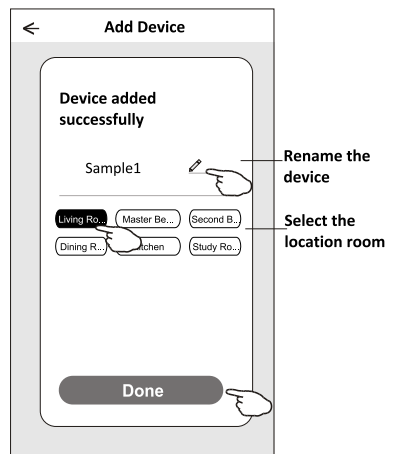 Add Device
Device added
successfully
Sample1
Rename the
device
Living Ro...
Master Be...
Second B...
Select the
location room
Dining R...
Study Ro...
Done